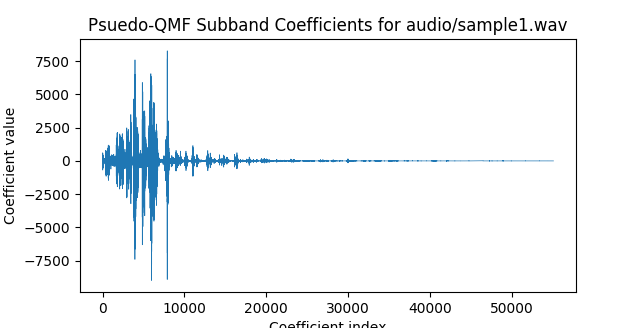 Psuedo-QMF Subband Coefficients for audio/sample1.wav
7500
5000
2500
0
−2500
−5000
−7500
Coefficient value
0 10000 20000 30000 40000 50000
Coefficient index